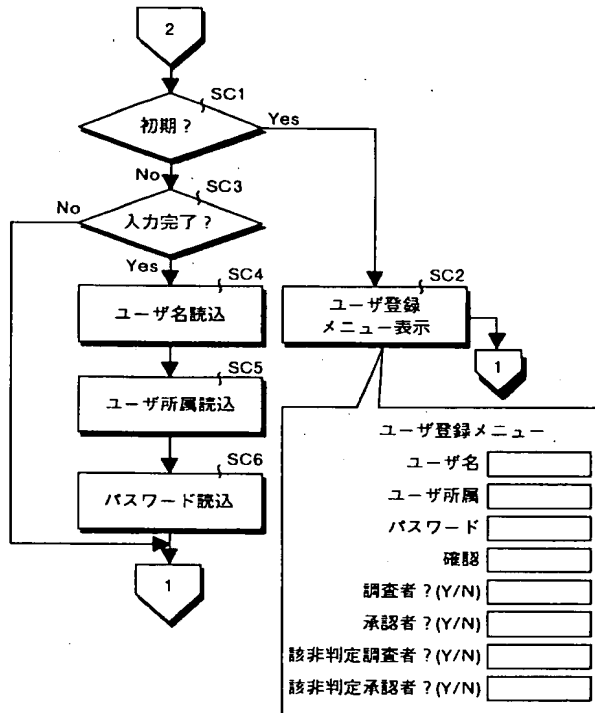 2
SC1
初期？
Yes
No
SC3
No
入力完了？
Yes
SC4
ユーザ名読込
SC2
ユーザ登録
メニュー表示
1
SC5
ユーザ所属読込
SC6
パスワード読込
1
ユーザ登録メニュー
ユーザ名
ユーザ所属
パスワード
確認
調査者？(Y/N)
承認者？(Y/N)
該非判定調査者？(Y/N)
該非判定承認者？(Y/N)